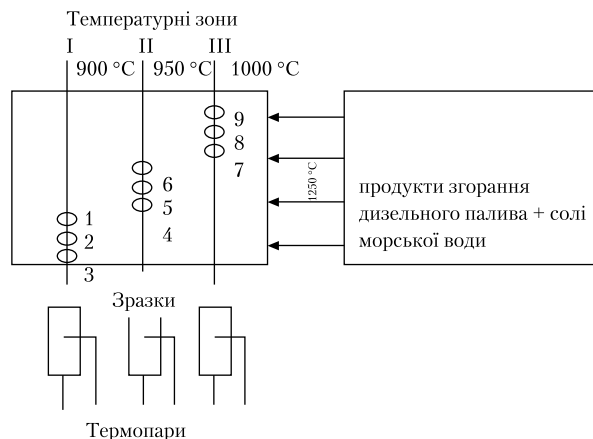 Температурні зони
I II III
900 °C 950 °C 1000 °C
9
8
7
6
5
4
1
2
3
1250 °C
продукти згорання
дизельного палива + солі
морської води
Зразки
Термопари